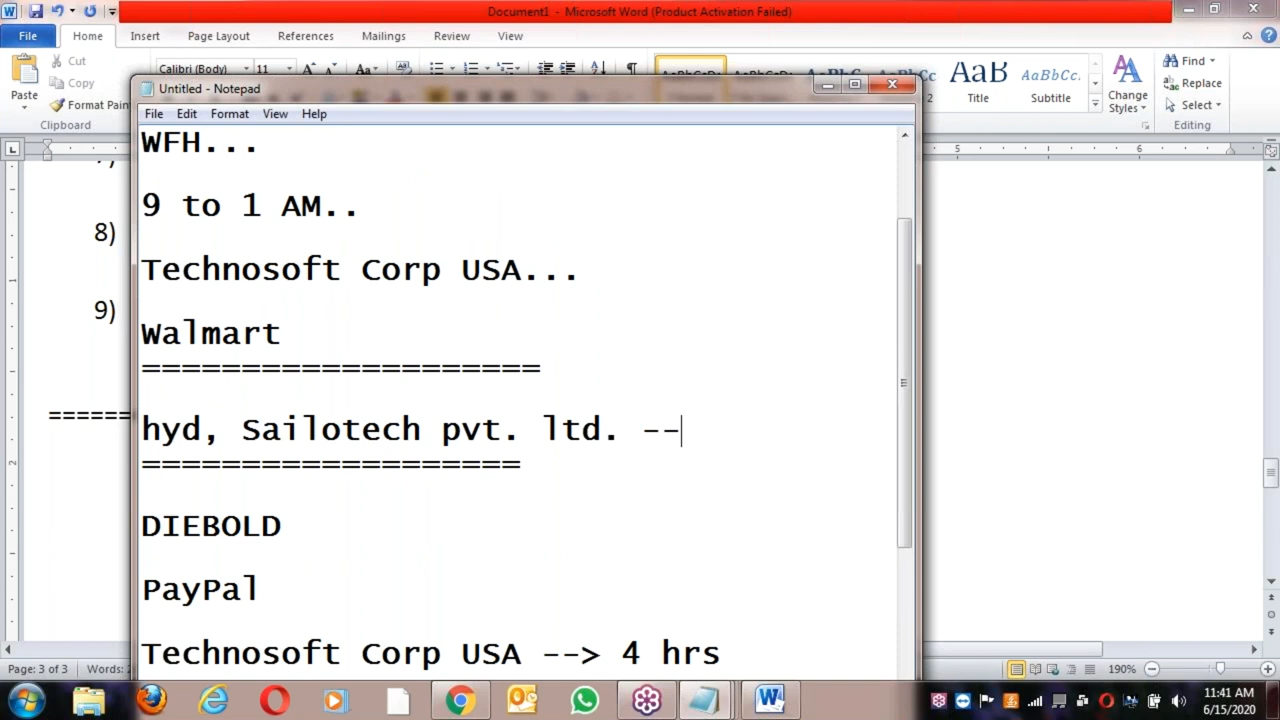 Document1 - Microsoft Word (Product Activation Failed)
File Home Insert Page Layout References Mailings Review View
Cut
Copy
Format Pain
Paste
Clipboard
Calibri (Body) 11
Title
Subtitle
Change
Styles
Find
Replace
Select
Editing
Untitled - Notepad
File Edit Format View Help
WFH...
9 to 1 AM..
Technosoft Corp USA...
Walmart
====================
hyd, Sailotech pvt. ltd. --
===================
DIEBOLD
PayPal
Technosoft Corp USA --> 4 hrs
8)
9)
======
Page: 3 of 3 Words:
190%
11:41 AM
6/15/2020